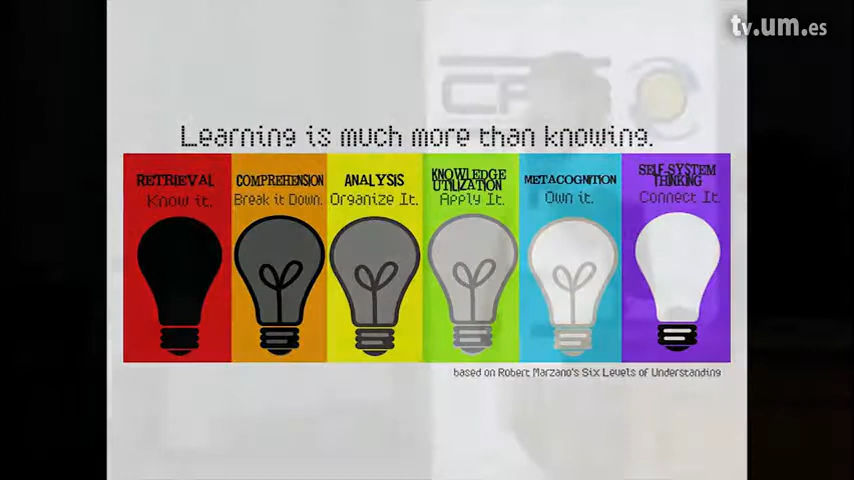 tv.um.es
Learning is much more than knowing.
RETRIEVAL
Know it.
COMPREHENSION
Break it Down.
ANALYSIS
Organize It.
KNOWLEDGE
UTILIZATION
Apply It.
METACOGNITION
Own it.
SELF-SYSTEM
THINKING
Connect It.
based on Robert Marzano's Six Levels of Understanding